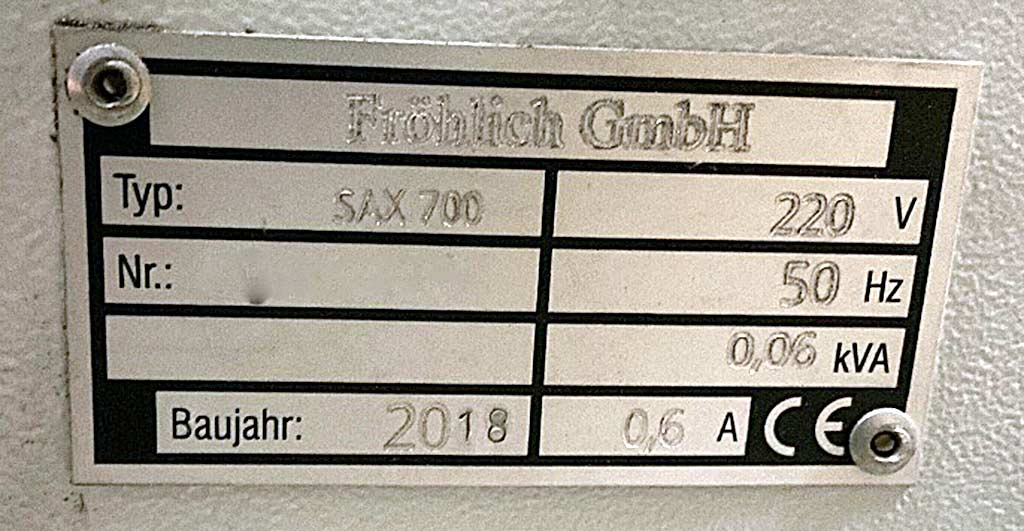 Fröhlich GmbH
Typ: SAX 700 220 V
Nr.: 50 Hz
0,06 kVA
Baujahr: 2018 0,6 A CE